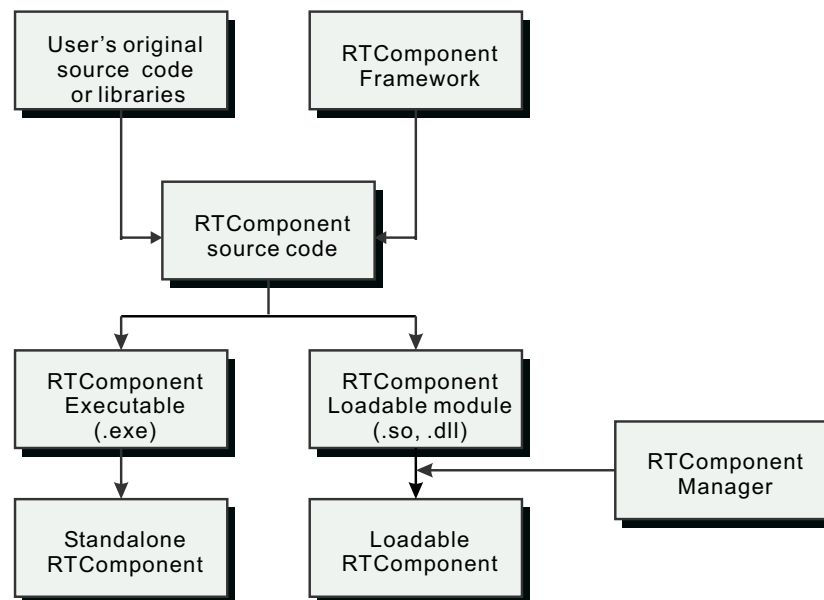 User’s original
source code
or libraries
RTComponent
Framework
RTComponent
source code
RTComponent
Executable
(.exe)
RTComponent
Loadable module
(.so, .dll)
RTComponent
Manager
Standalone
RTComponent
Loadable
RTComponent